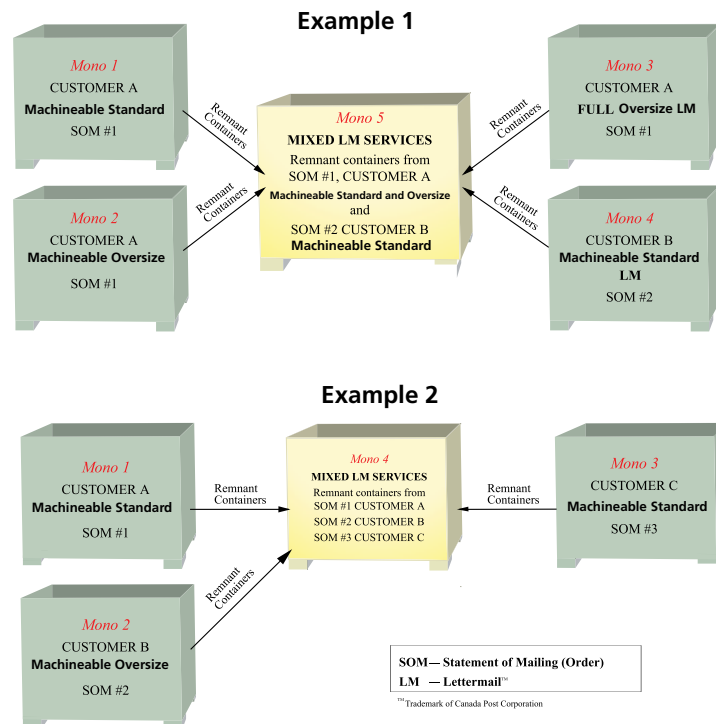 Example 1
Mono 1
CUSTOMER A
Machineable Standard
SOM #1
Remnant
Containers
Mono 2
CUSTOMER A
Machineable Oversize
SOM #1
Remnant
Containers
Mono 5
MIXED LM SERVICES
Remnant containers from
SOM #1, CUSTOMER A
Machineable Standard and Oversize
and
SOM #2 CUSTOMER B
Machineable Standard
Remnant
Containers
Mono 3
CUSTOMER A
FULL Oversize LM
SOM #1
Remnant
Containers
Mono 4
CUSTOMER B
Machineable Standard
LM
SOM #2
Example 2
Mono 1
CUSTOMER A
Machineable Standard
SOM #1
Remnant
Containers
Mono 2
CUSTOMER B
Machineable Oversize
SOM #2
Remnant
Containers
Mono 4
MIXED LM SERVICES
Remnant containers from
SOM #1 CUSTOMER A
SOM #2 CUSTOMER B
SOM #3 CUSTOMER C
Remnant
Containers
Mono 3
CUSTOMER C
Machineable Standard
SOM #3
SOM — Statement of Mailing (Order)
LM — Lettermail™
™Trademark of Canada Post Corporation